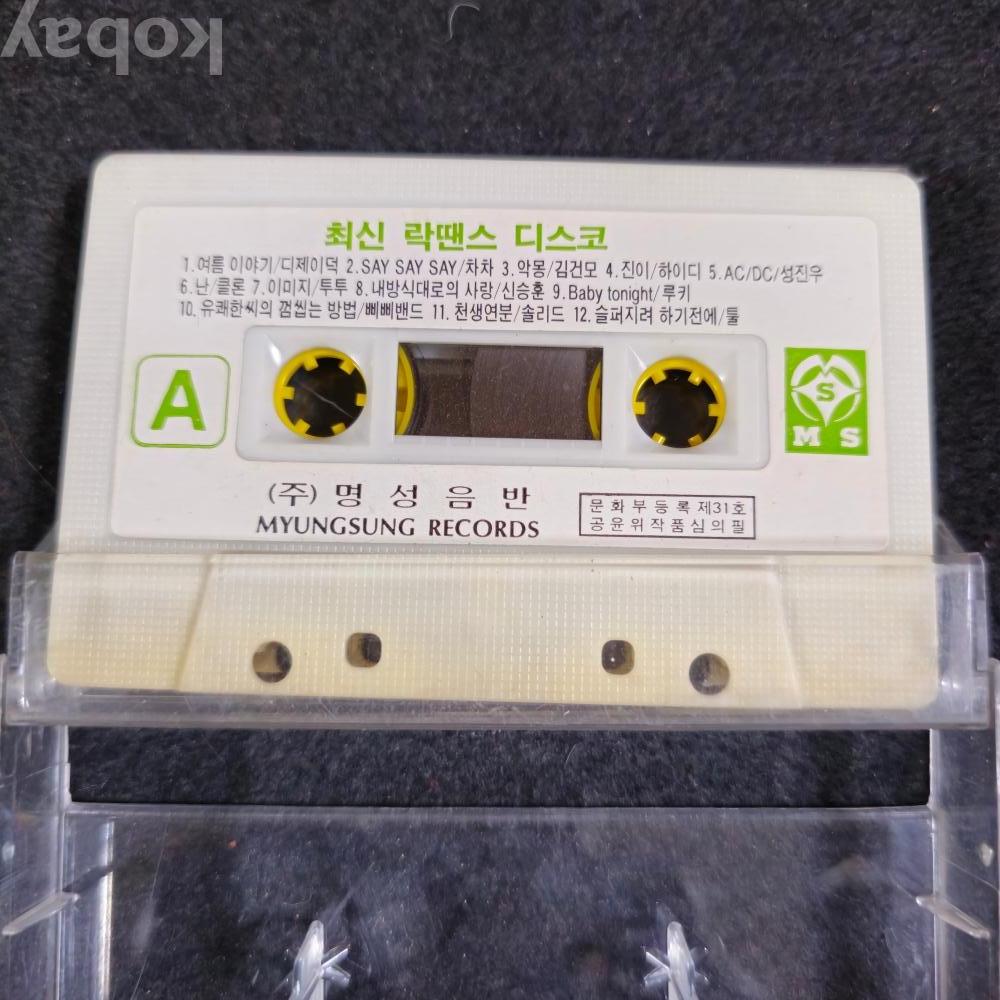 kobay
최신 락땐스 디스코
1.여름 이야기/디제이덕 2.SAY SAY SAY/차차 3.악몽/김건모 4.진이/하이디 5.AC/DC/성진우
6.난/클론 7.이미지/투투 8.내방식대로의 사랑/신승훈 9.Baby tonight/루키
10. 유쾌한씨의 껌씹는 방법/삐삐밴드 11. 천생연분/솔리드 12. 슬퍼지려 하기전에/툴
A
S
M S
(주) 명 성 음 반
MYUNGSUNG RECORDS
문 화 부 등 록 제31호
공 윤 위 작 품 심 의 필